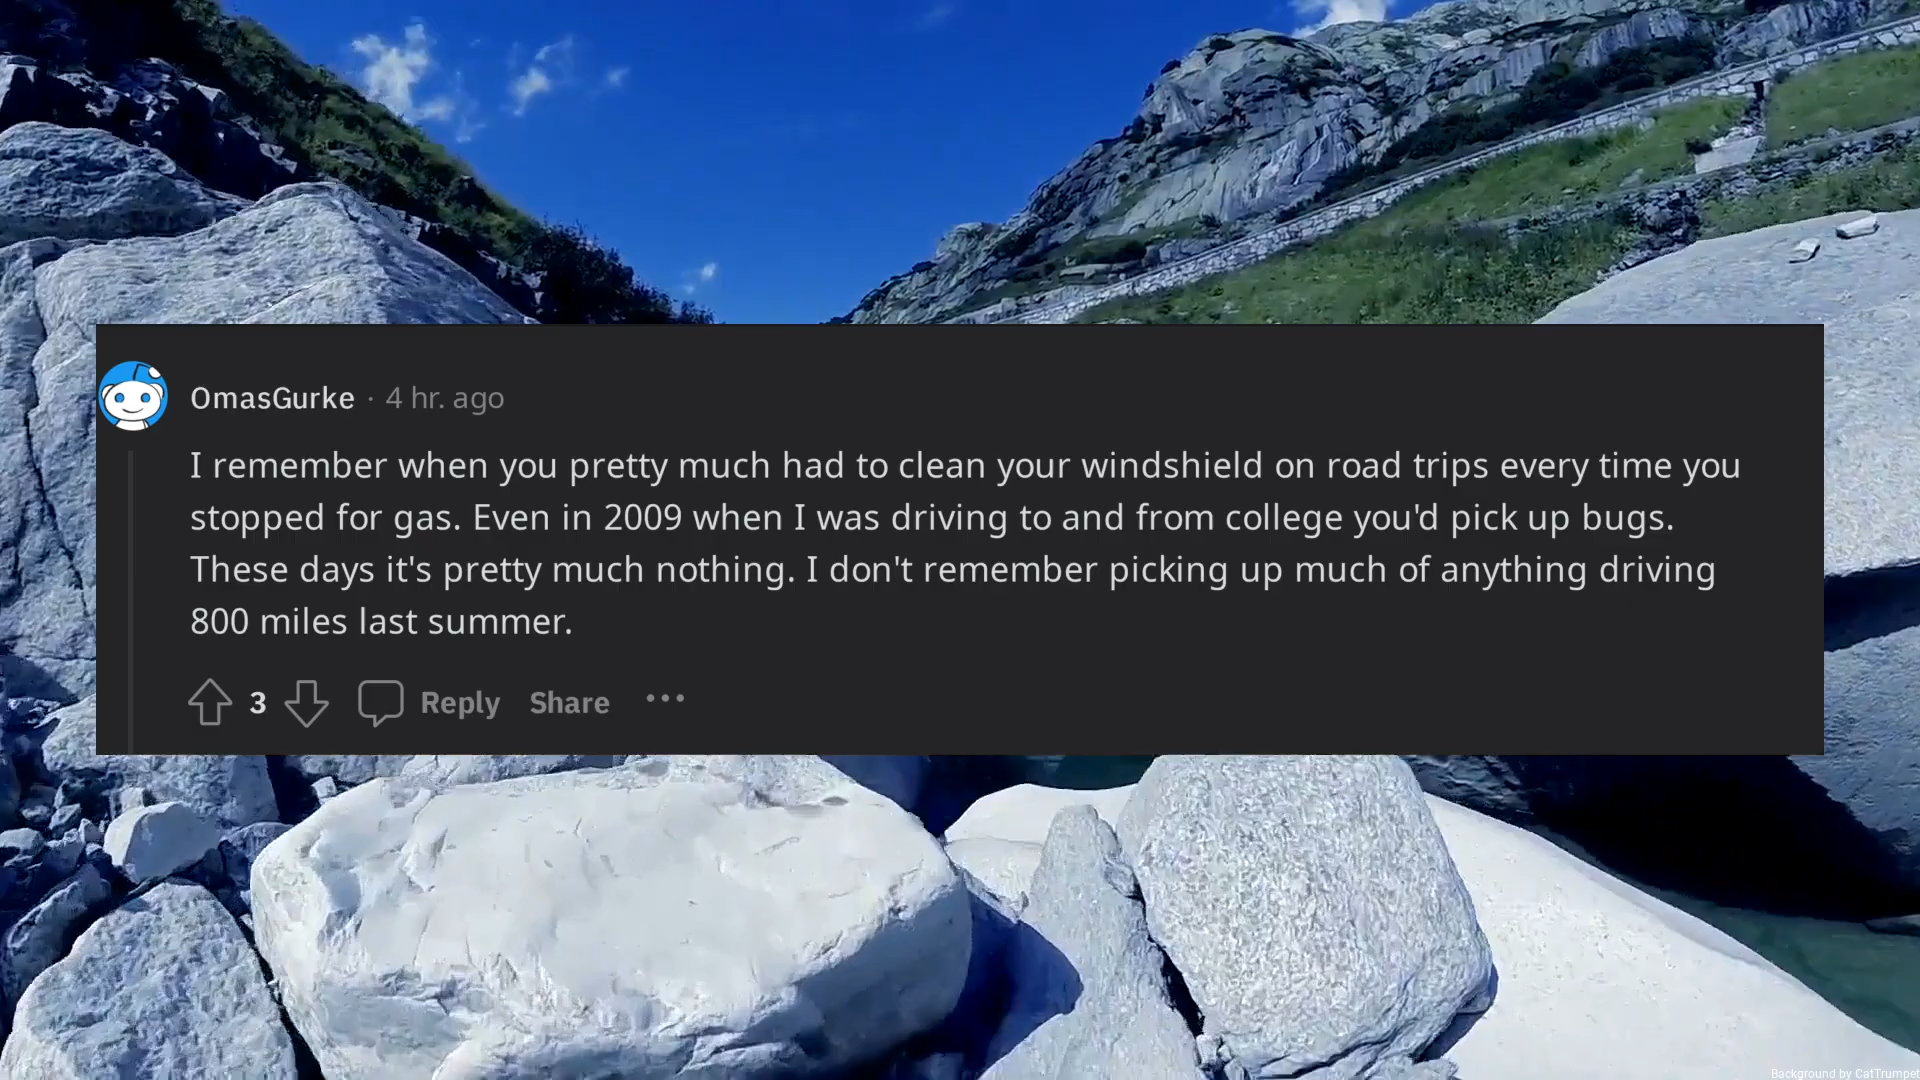 OmasGurke · 4 hr. ago
I remember when you pretty much had to clean your windshield on road trips every time you
stopped for gas. Even in 2009 when I was driving to and from college you'd pick up bugs.
These days it's pretty much nothing. I don't remember picking up much of anything driving
800 miles last summer.
3 Reply Share ···
Background by CatTrumpet